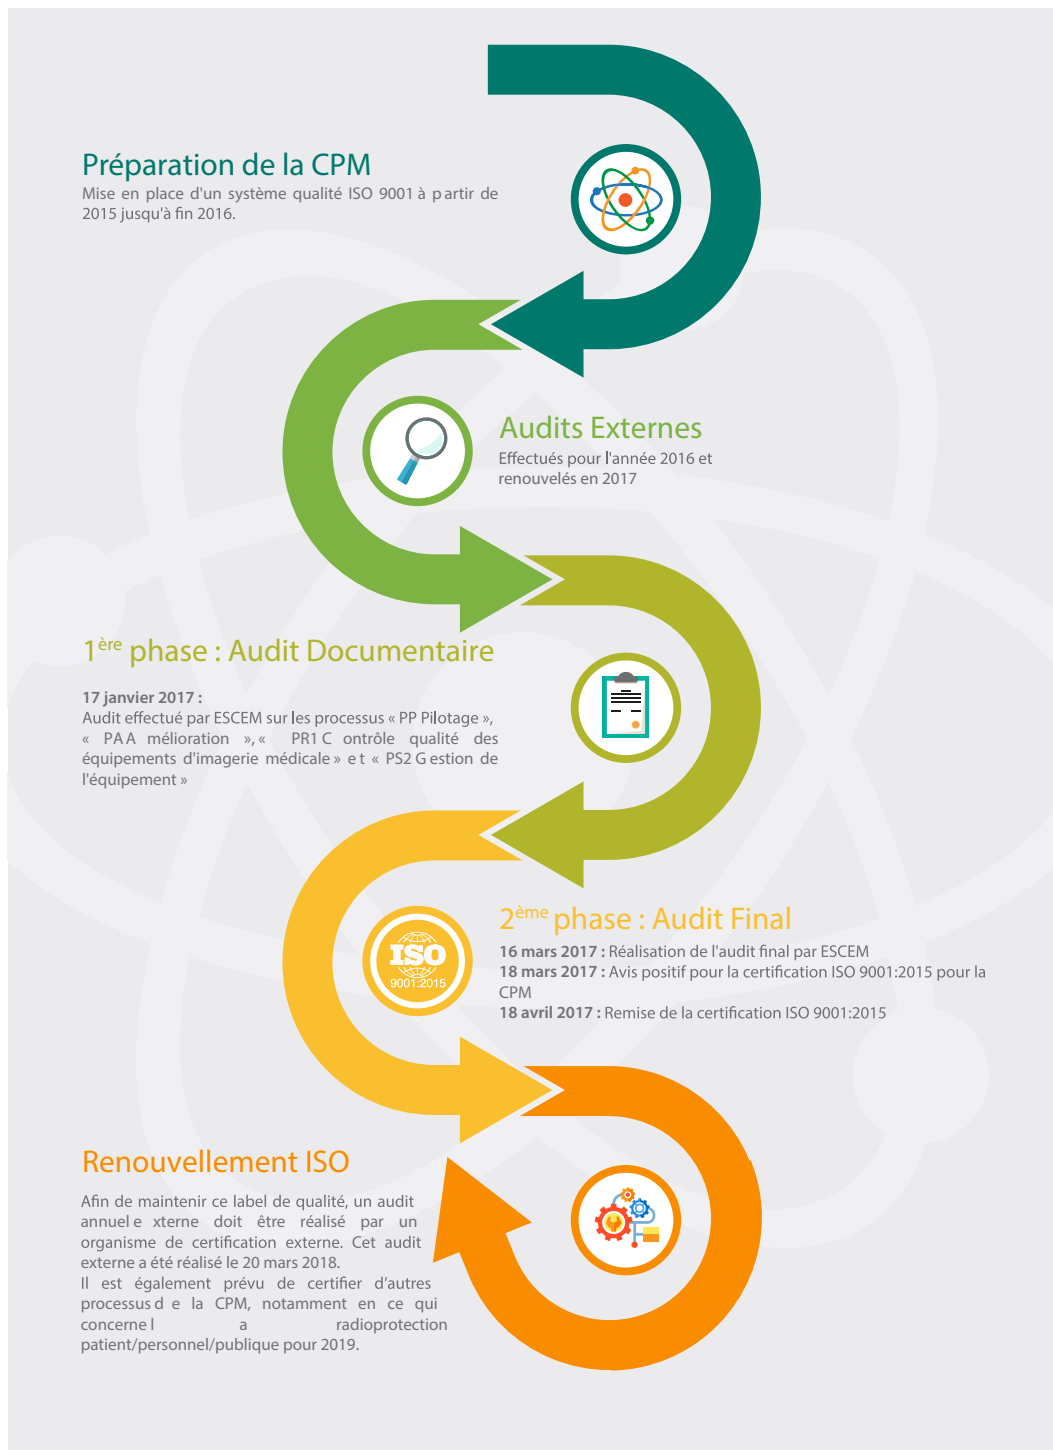 Préparation de la CPM
Mise en place d'un système qualité ISO 9001 à partir de
2015 jusqu'à fin 2016.
Audits Externes
Effectués pour l'année 2016 et
renouvelés en 2017
1ère phase : Audit Documentaire
17 janvier 2017 :
Audit effectué par ESCEM sur les processus « PP Pilotage »,
« PA A mélioration », « PR1 C ontrôle qualité des
équipements d'imagerie médicale » e t « PS2 G estion de
l'équipement »
ISO
9001:2015
2ème phase : Audit Final
16 mars 2017 : Réalisation de l'audit final par ESCEM
18 mars 2017 : Avis positif pour la certification ISO 9001:2015 pour la
CPM
18 avril 2017 : Remise de la certification ISO 9001:2015
Renouvellement ISO
Afin de maintenir ce label de qualité, un audit
annuel e xterne doit être réalisé par un
organisme de certification externe. Cet audit
externe a été réalisé le 20 mars 2018.
Il est également prévu de certifier d’autres
processus d e la CPM, notamment en ce qui
concerne l a radioprotection
patient/personnel/publique pour 2019.